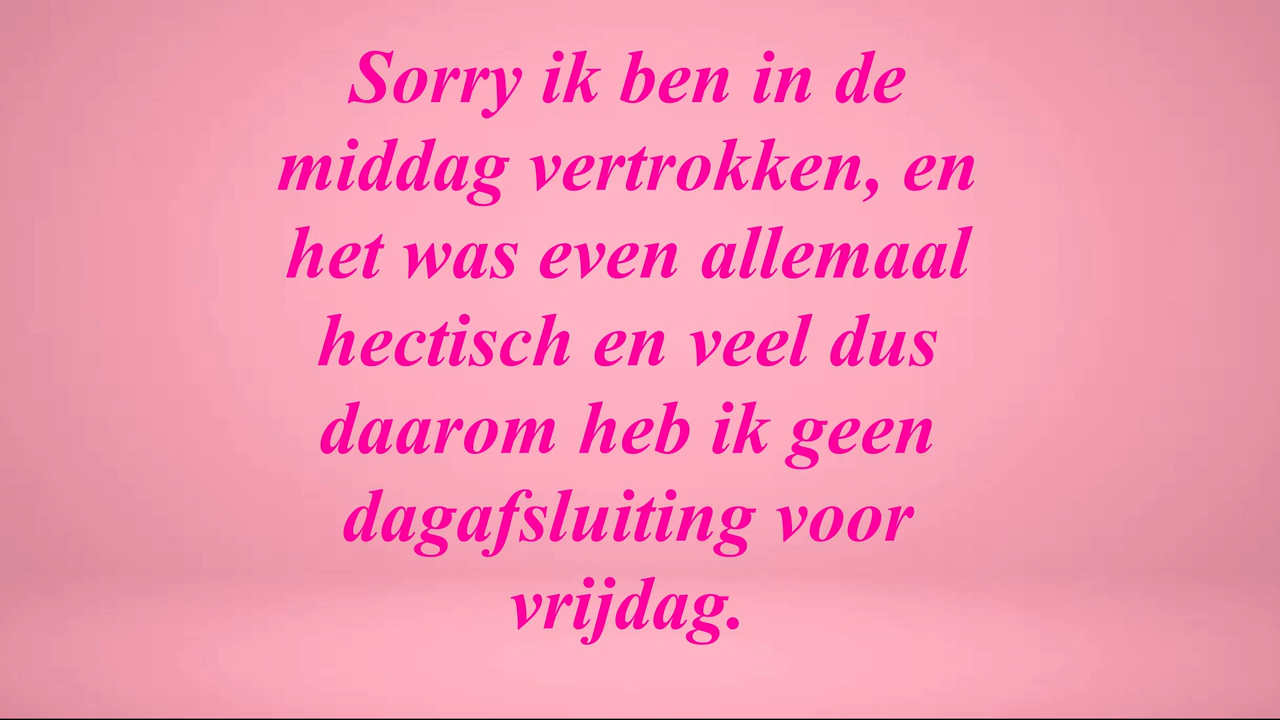 Sorry ik ben in de
middag vertrokken, en
het was even allemaal
hectisch en veel dus
daarom heb ik geen
dagafsluiting voor
vrijdag.